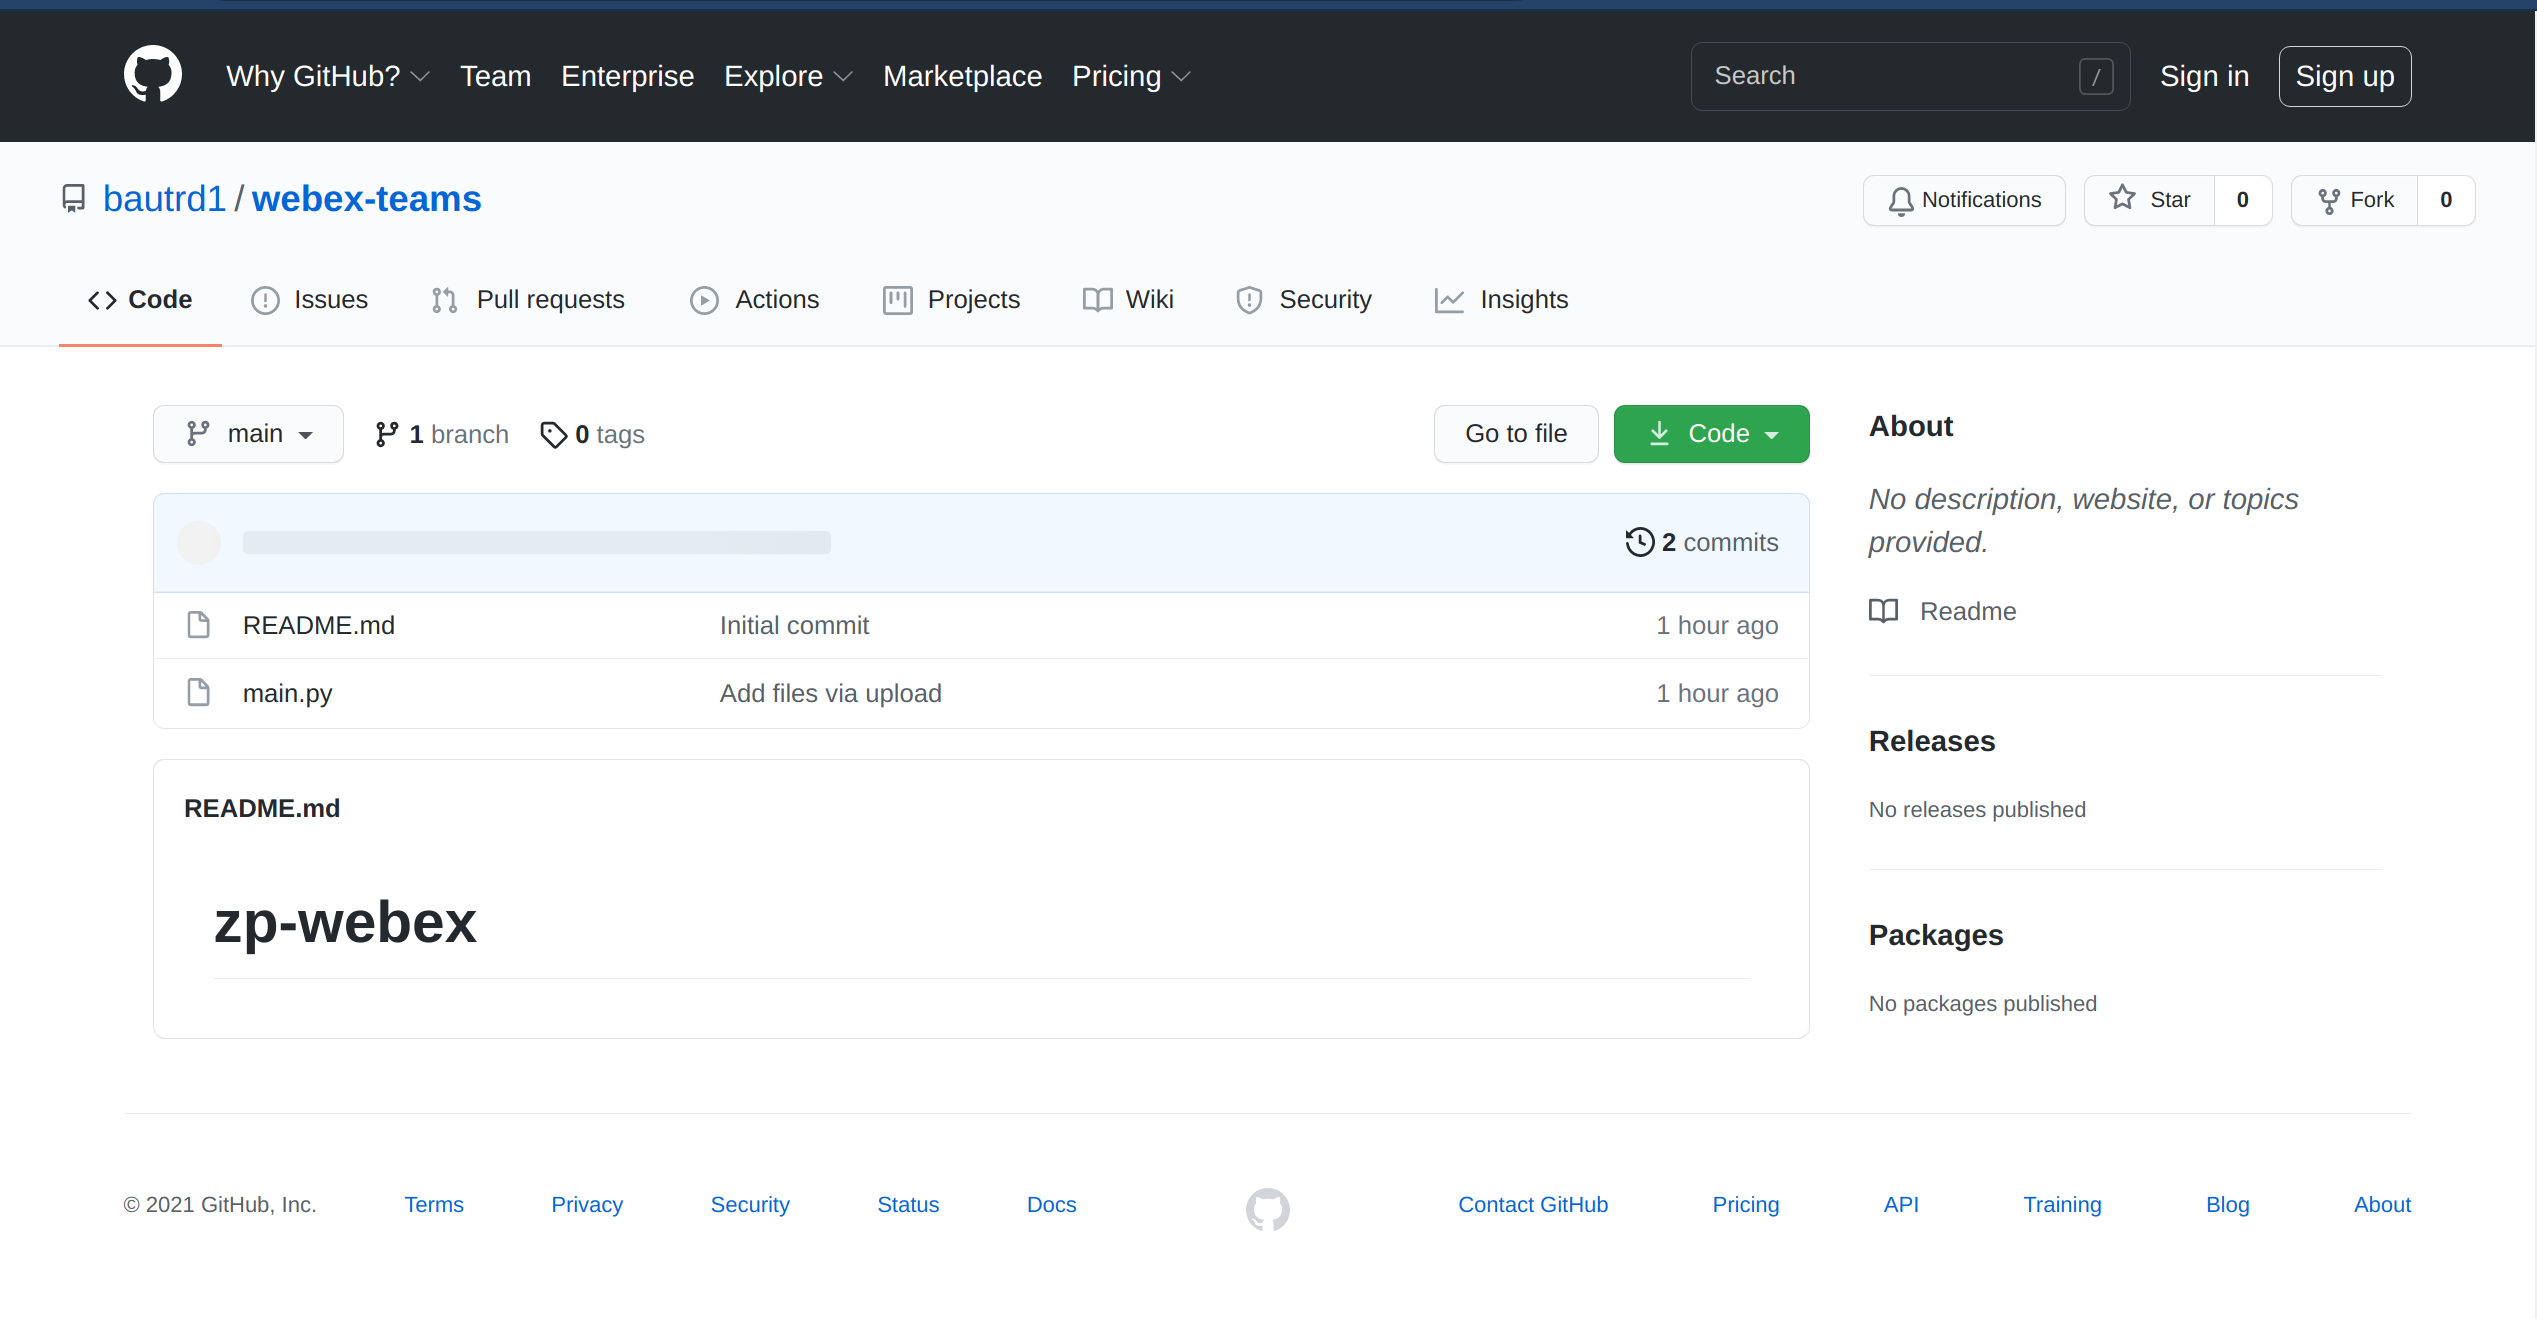 Why GitHub? Team Enterprise Explore Marketplace Pricing Search / Sign in Sign up
bautrd1 / webex-teams Notifications Star 0 Fork 0
Code Issues Pull requests Actions Projects Wiki Security Insights
main 1 branch 0 tags Go to file Code
2 commits
README.md Initial commit 1 hour ago
main.py Add files via upload 1 hour ago
README.md
zp-webex
About
No description, website, or topics
provided.
Readme
Releases
No releases published
Packages
No packages published
© 2021 GitHub, Inc. Terms Privacy Security Status Docs Contact GitHub Pricing API Training Blog About